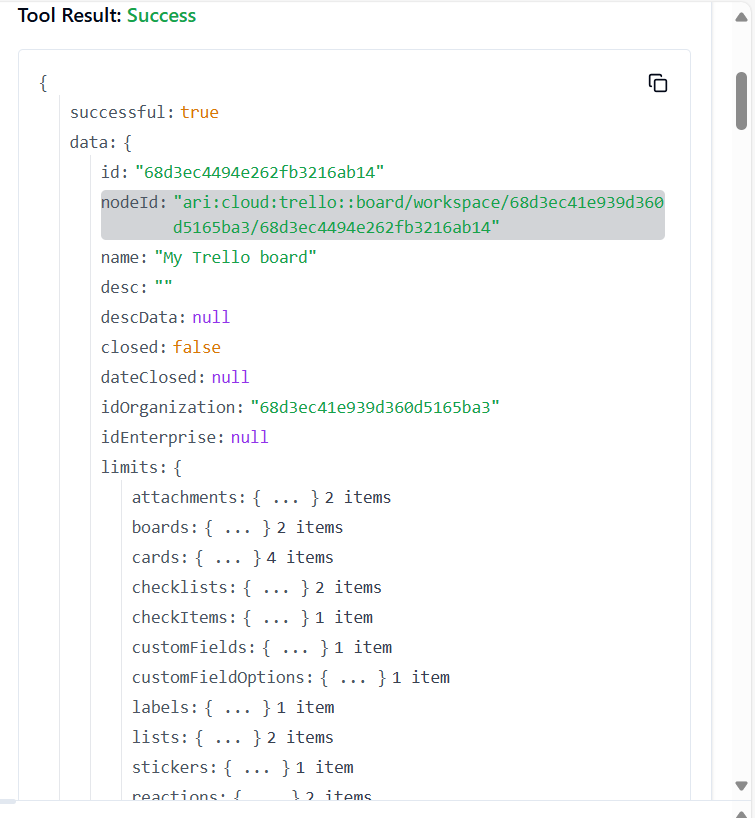 Tool Result: Success
{
successful: true
data: {
id: "68d3ec4494e262fb3216ab14"
nodeId: "ari:cloud:trello::board/workspace/68d3ec41e939d360
d5165ba3/68d3ec4494e262fb3216ab14"
name: "My Trello board"
desc: ""
descData: null
closed: false
dateClosed: null
idOrganization: "68d3ec41e939d360d5165ba3"
idEnterprise: null
limits: {
attachments: { ... } 2 items
boards: { ... } 2 items
cards: { ... } 4 items
checklists: { ... } 2 items
checkItems: { ... } 1 item
customFields: { ... } 1 item
customFieldOptions: { ... } 1 item
labels: { ... } 1 item
lists: { ... } 2 items
stickers: { ... } 1 item
reactions: { ... } 2 items